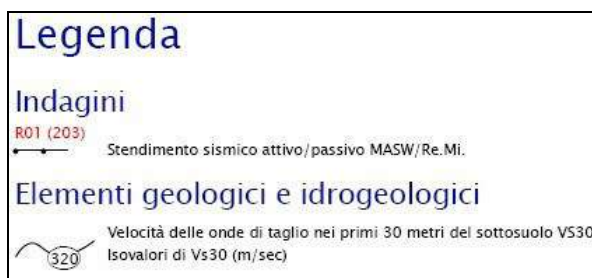 Legenda
Indagini
R01 (203)
Stendimento sismico attivo/passivo MASW/Re.Mi.
Elementi geologici e idrogeologici
Velocità delle onde di taglio nei primi 30 metri del sottosuolo VS30
320
Isovalori di Vs30 (m/sec)